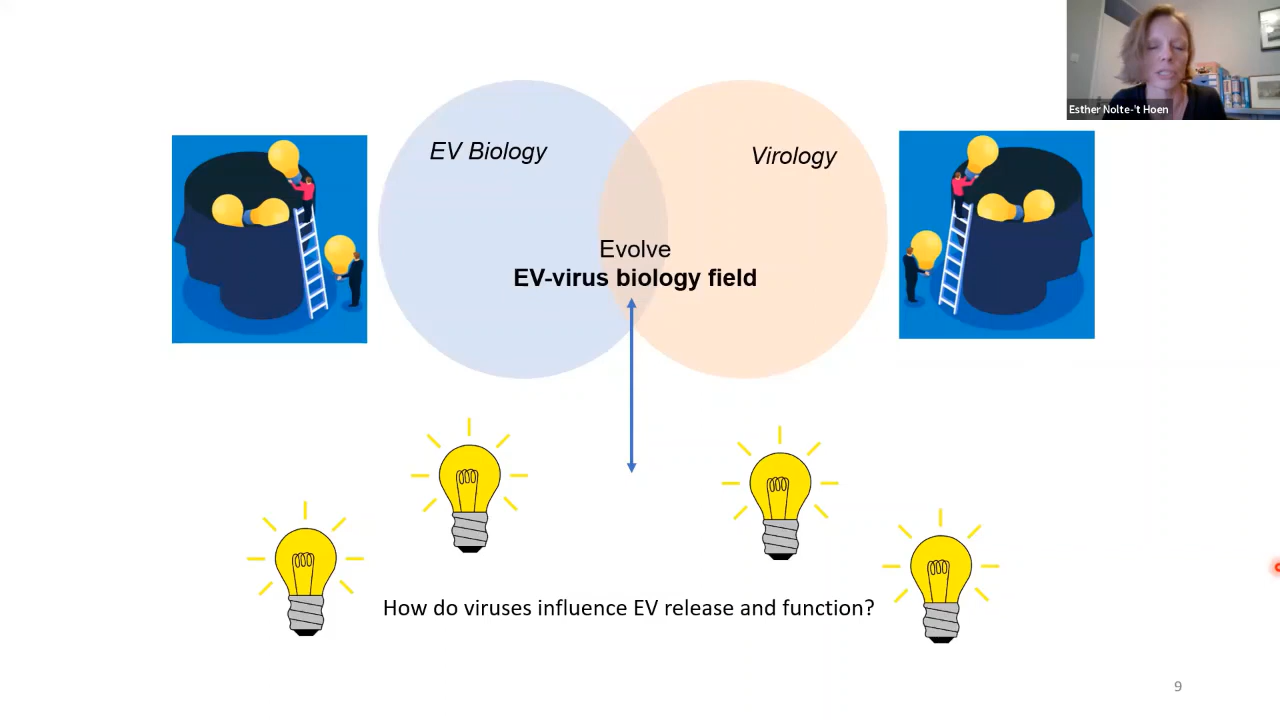 Esther Nolte-'t Hoen
EV Biology
Virology
Evolve
EV-virus biology field
How do viruses influence EV release and function?
9